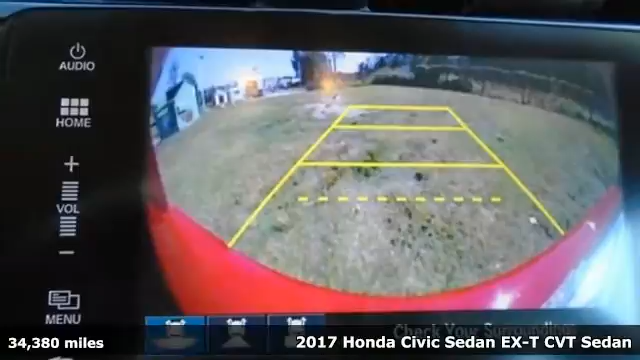 AUDIO
HOME
+
VOL
−
MENU
Check Your Surroundings
34,380 miles
2017 Honda Civic Sedan EX-T CVT Sedan